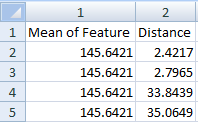 1 2
1 Mean of Feature Distance
2 145.6421 2.4217
3 145.6421 2.7965
4 145.6421 33.8439
5 145.6421 35.0649